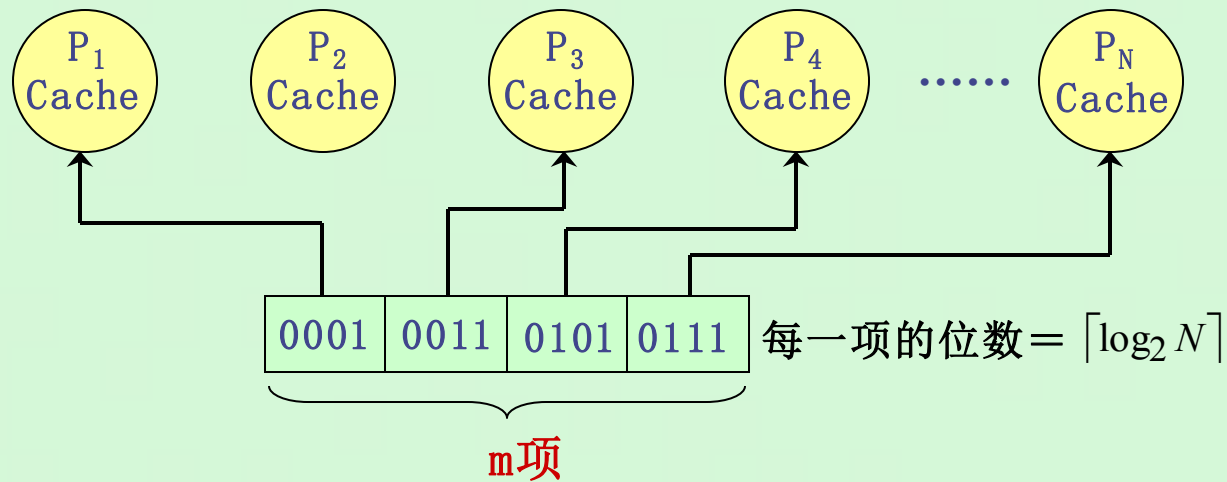 P₁ Cache
P₂ Cache
P₃ Cache
P₄ Cache
……
P_N Cache
0001 0011 0101 0111 每一项的位数＝⌈log₂ N⌉
m项